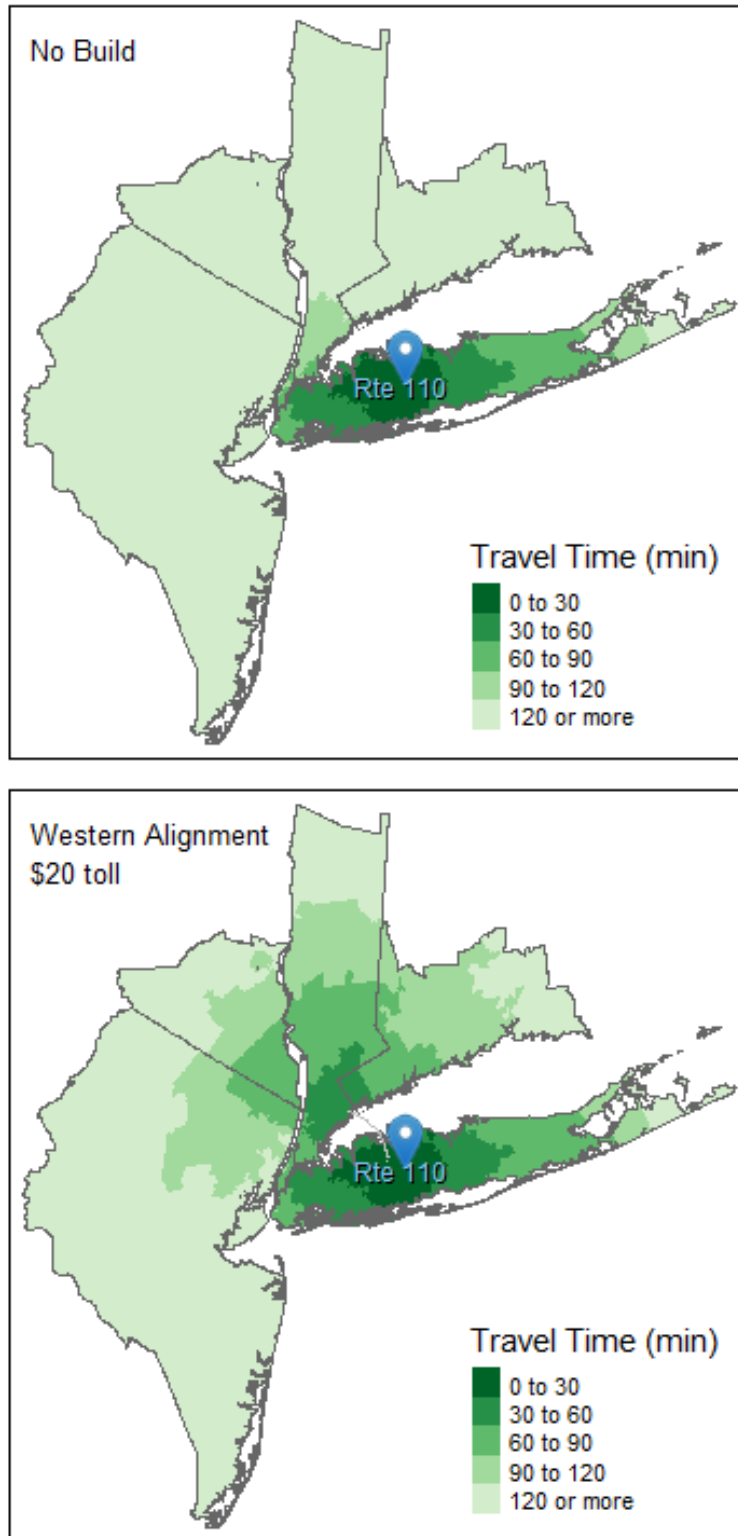 No Build
Rte 110
Travel Time (min)
0 to 30
30 to 60
60 to 90
90 to 120
120 or more
Western Alignment
$20 toll
Rte 110
Travel Time (min)
0 to 30
30 to 60
60 to 90
90 to 120
120 or more